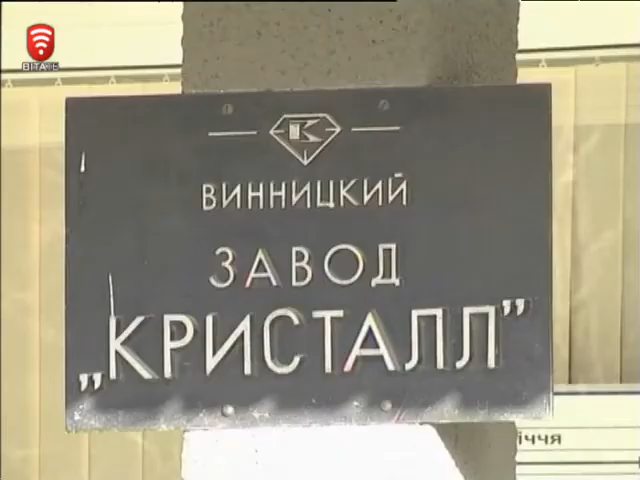 ВІТА
К
ВИННИЦКИЙ
ЗАВОД
„КРИСТАЛЛ”
іччя